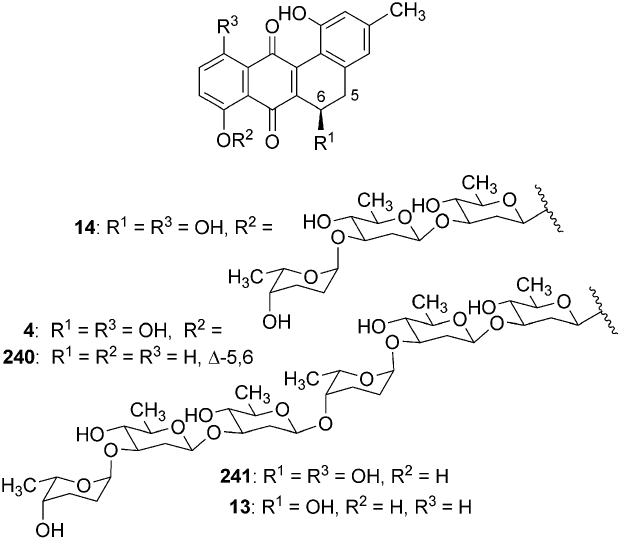 R³ HO CH₃
O
6 5
OR² O R¹
CH₃
CH₃ HO O
14: R¹ = R³ = OH, R² = HO O O
O
H₃C O
OH
CH₃
CH₃ HO O
4: R¹ = R³ = OH, R² = HO O O
240: R¹ = R² = R³ = H, Δ-5,6 O
H₃C O
CH₃
CH₃ HO O O
HO O O
O
H₃C O 241: R¹ = R³ = OH, R² = H
OH 13: R¹ = OH, R² = H, R³ = H